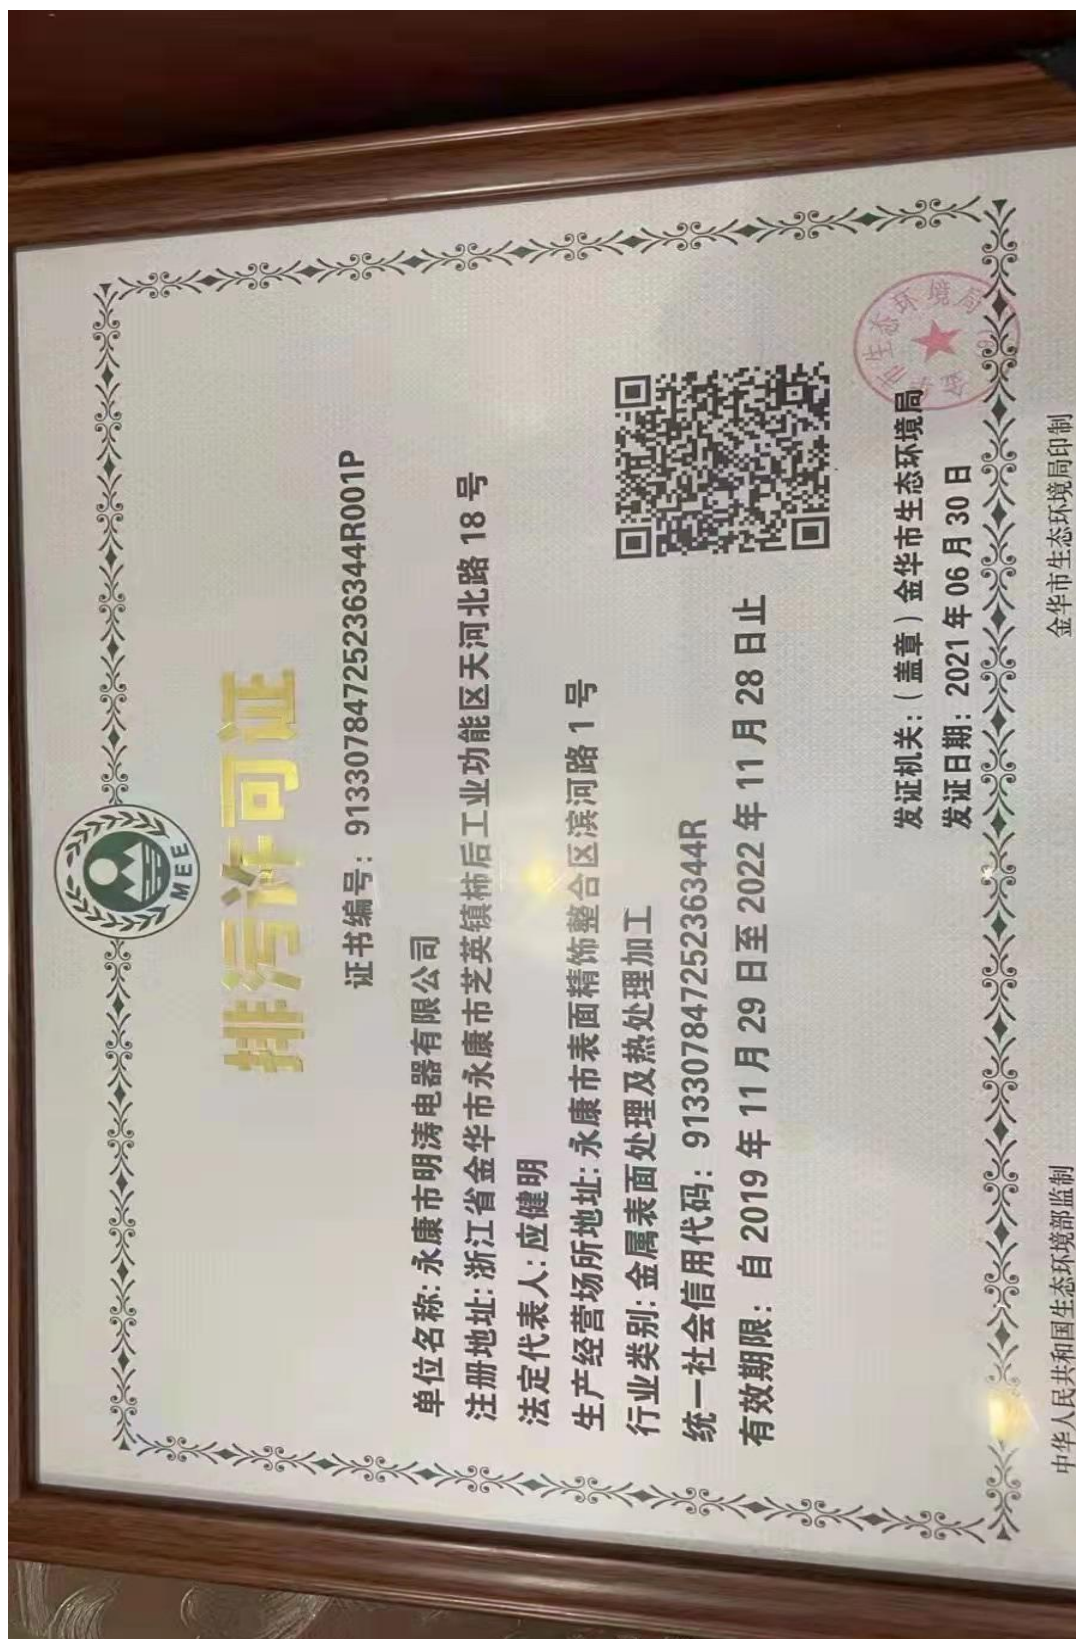 MEE
排污许可证
证书编号：91330784725236344R001P
单位名称：永康市明涛电器有限公司
注册地址：浙江省金华市永康市芝英镇柿后工业功能区天河北路 18 号
法定代表人：应健明
生产经营场所地址：永康市表面精饰整合区滨河路 1 号
行业类别：金属表面处理及热处理加工
统一社会信用代码：91330784725236344R
有效期限：自 2019 年 11 月 29 日至 2022 年 11 月 28 日止
发证机关：（盖章）金华市生态环境局
发证日期：2021 年 06 月 30 日
中华人民共和国生态环境部监制
金华市生态环境局印制
市生态环境局